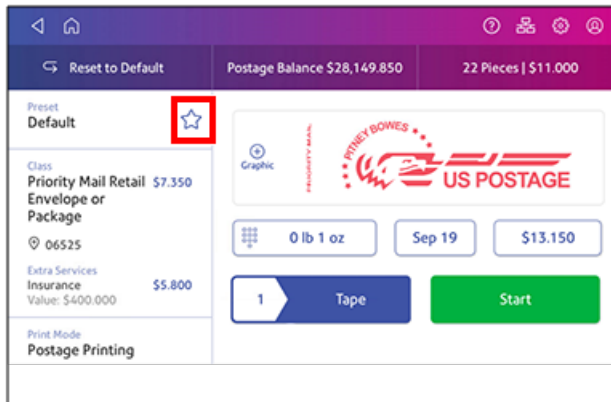 Reset to Default
Postage Balance $28,149.850
22 Pieces | $11.000
Preset
Default
Class
Priority Mail Retail $7.350
Envelope or
Package
06525
Extra Services
Insurance $5.800
Value: $400.000
Print Mode
Postage Printing
Graphic
PRIORITY MAIL
PITNEY BOWES
US POSTAGE
0 lb 1 oz
Sep 19
$13.150
1 Tape
Start